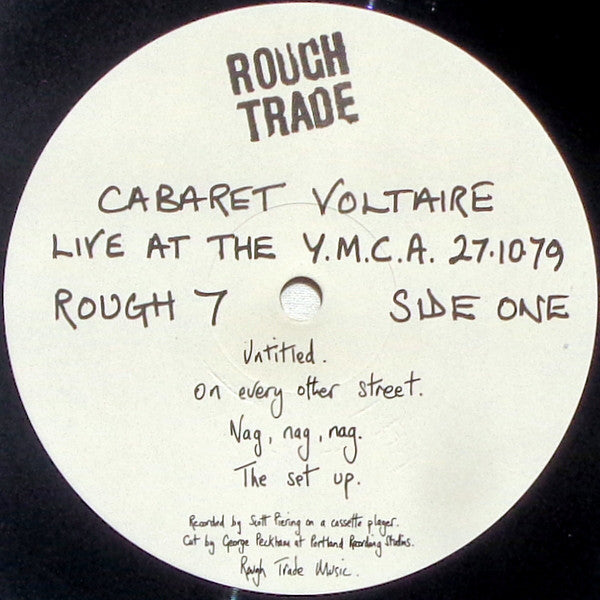 ROUGH
TRADE
CABARET VOLTAIRE
LIVE AT THE Y.M.C.A. 27.10.79
ROUGH 7 SIDE ONE
Untitled.
On every other street.
Nag, nag, nag.
The set up.
Recorded by Scott Piering on a cassette player.
Cut by George Peckham at Portland Recording Studios.
Rough Trade Music.